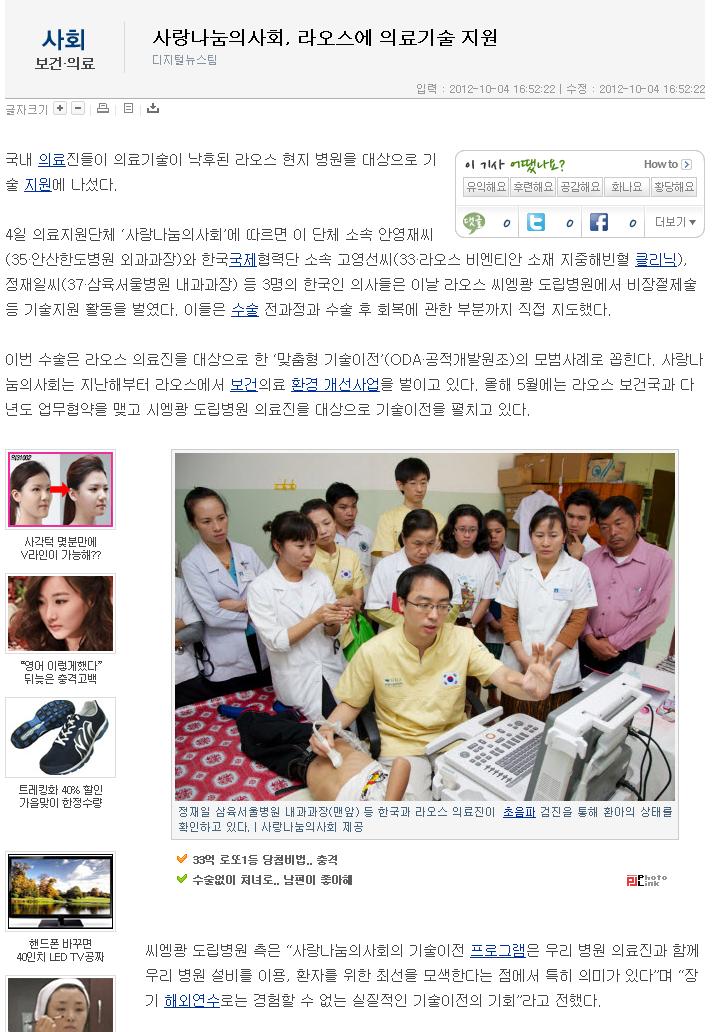 사회
보건·의료
사랑나눔의사회, 라오스에 의료기술 지원
디지털뉴스팀
입력 : 2012-10-04 16:52:22 | 수정 : 2012-10-04 16:52:22
글자크기
국내 의료진들이 의료기술이 낙후된 라오스 현지 병원을 대상으로 기
술 지원에 나섰다.
이 기사 어땠나요?
How to
유익해요 후련해요 공감해요 화나요 황당해요
댓글 0 0 0 더보기
4일 의료지원단체 ‘사랑나눔의사회’에 따르면 이 단체 소속 안영재씨
(35·안산한도병원 외과과장)와 한국국제협력단 소속 고영선씨(33·라오스 비엔티안 소재 지중해빈혈 클리닉),
정재일씨(37·삼육서울병원 내과과장) 등 3명의 한국인 의사들은 이날 라오스 씨엥쾅 도립병원에서 비장절제술
등 기술지원 활동을 벌였다. 이들은 수술 전과정과 수술 후 회복에 관한 부분까지 직접 지도했다.
이번 수술은 라오스 의료진을 대상으로 한 ‘맞춤형 기술이전’(ODA·공적개발원조)의 모범사례로 꼽힌다. 사랑나
눔의사회는 지난해부터 라오스에서 보건의료 환경 개선사업을 벌이고 있다. 올해 5월에는 라오스 보건국과 다
년도 업무협약을 맺고 시엥쾅 도립병원 의료진을 대상으로 기술이전을 펼치고 있다.
사각턱 몇분만에
V라인이 가능해??
“영어 이렇게했다”
뒤늦은 충격고백
트레킹화 40% 할인
가을맞이 한정수량
핸드폰 바꾸면
40인치 LED TV공짜
정재일 삼육서울병원 내과과장(맨앞) 등 한국과 라오스 의료진이 초음파 검진을 통해 환아의 상태를
확인하고 있다. | 사랑나눔의사회 제공
33억 로또1등 당첨비법.. 충격
수술없이 처녀로.. 남편이 좋아해
Photo
Link
씨엥쾅 도립병원 측은 “사랑나눔의사회의 기술이전 프로그램은 우리 병원 의료진과 함께
우리 병원 설비를 이용, 환자를 위한 최선을 모색한다는 점에서 특히 의미가 있다”며 “장
기 해외연수로는 경험할 수 없는 실질적인 기술이전의 기회”라고 전했다.